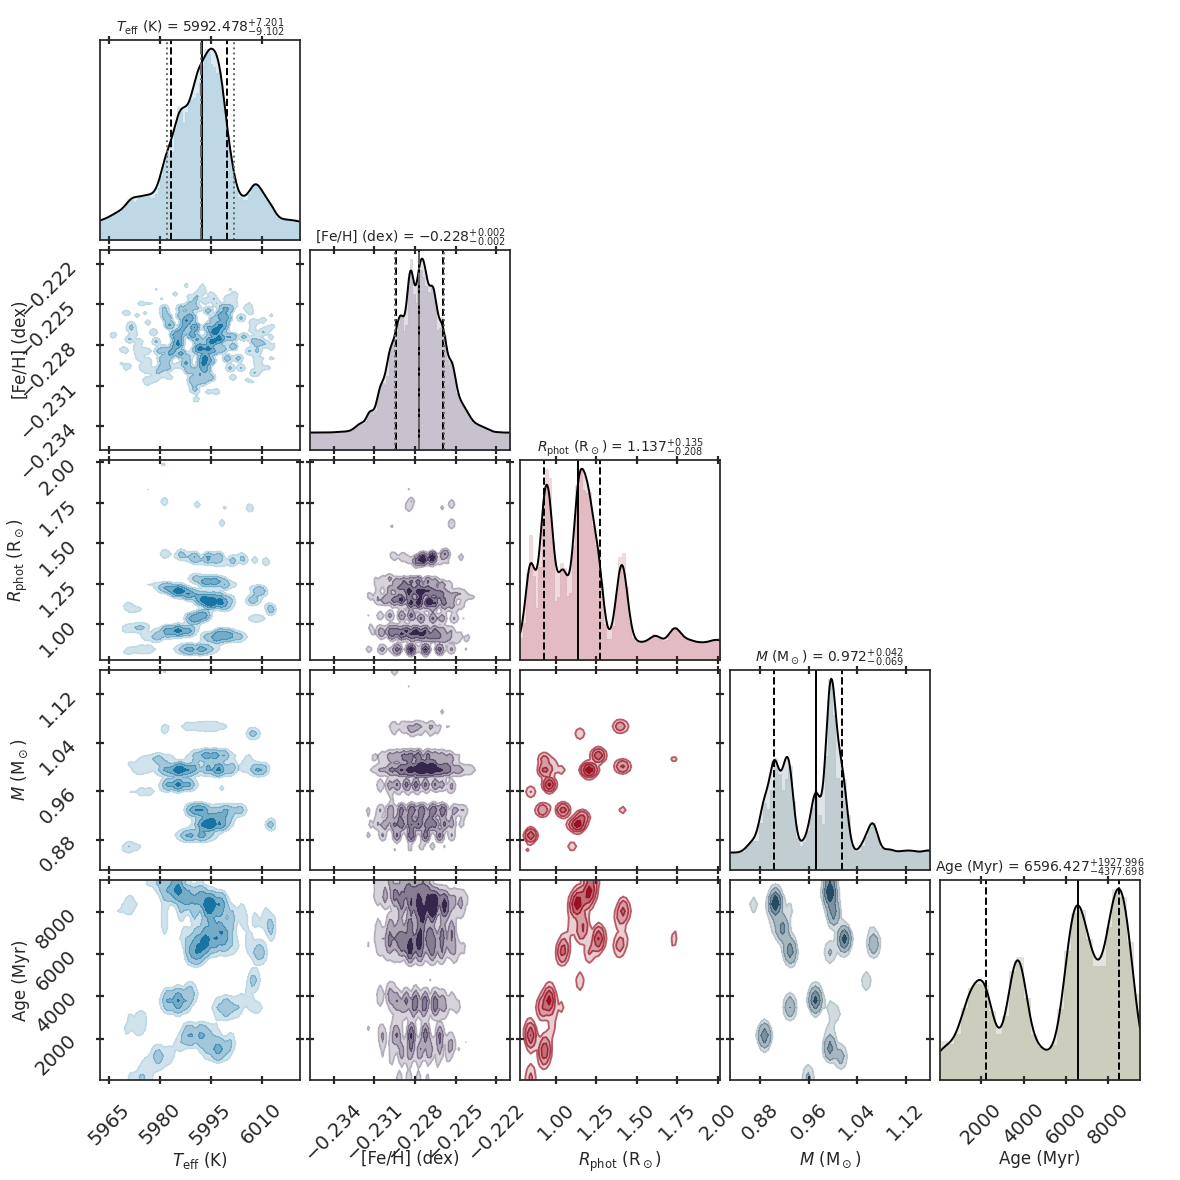 T_eff (K) = 5992.478 +7.201 −9.102
[Fe/H] (dex) = −0.228 +0.002 −0.002
−0.222
−0.225
−0.228
−0.231
−0.234
[Fe/H] (dex)
R_phot (R⊙) = 1.137 +0.135 −0.208
2.00
1.75
1.50
1.25
1.00
R_phot (R⊙)
M (M⊙) = 0.972 +0.042 −0.069
1.12
1.04
0.96
0.88
M (M⊙)
Age (Myr) = 6596.427 +1927.996 −4377.698
8000
6000
4000
2000
Age (Myr)
5965 5980 5995 6010 −0.234 −0.231 −0.228 −0.225 −0.222 1.00 1.25 1.50 1.75 2.00 0.88 0.96 1.04 1.12 2000 4000 6000 8000
T_eff (K) [Fe/H] (dex) R_phot (R⊙) M (M⊙) Age (Myr)